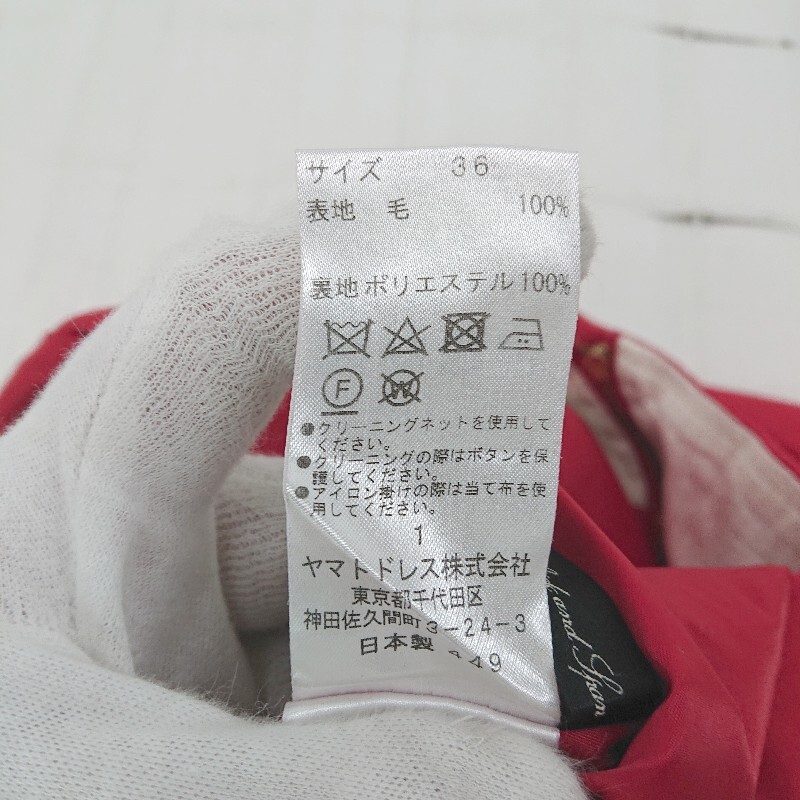 サイズ 36
表地 毛 100%
裏地 ポリエステル 100%
F W
クリーニングネットを使用して
ください。
クリーニングの際はボタンを保
護してください。
アイロン掛けの際は当て布を使
用してください。
1
ヤマトドレス株式会社
東京都千代田区
神田佐久間町3-24-3
日本製 49
and Span